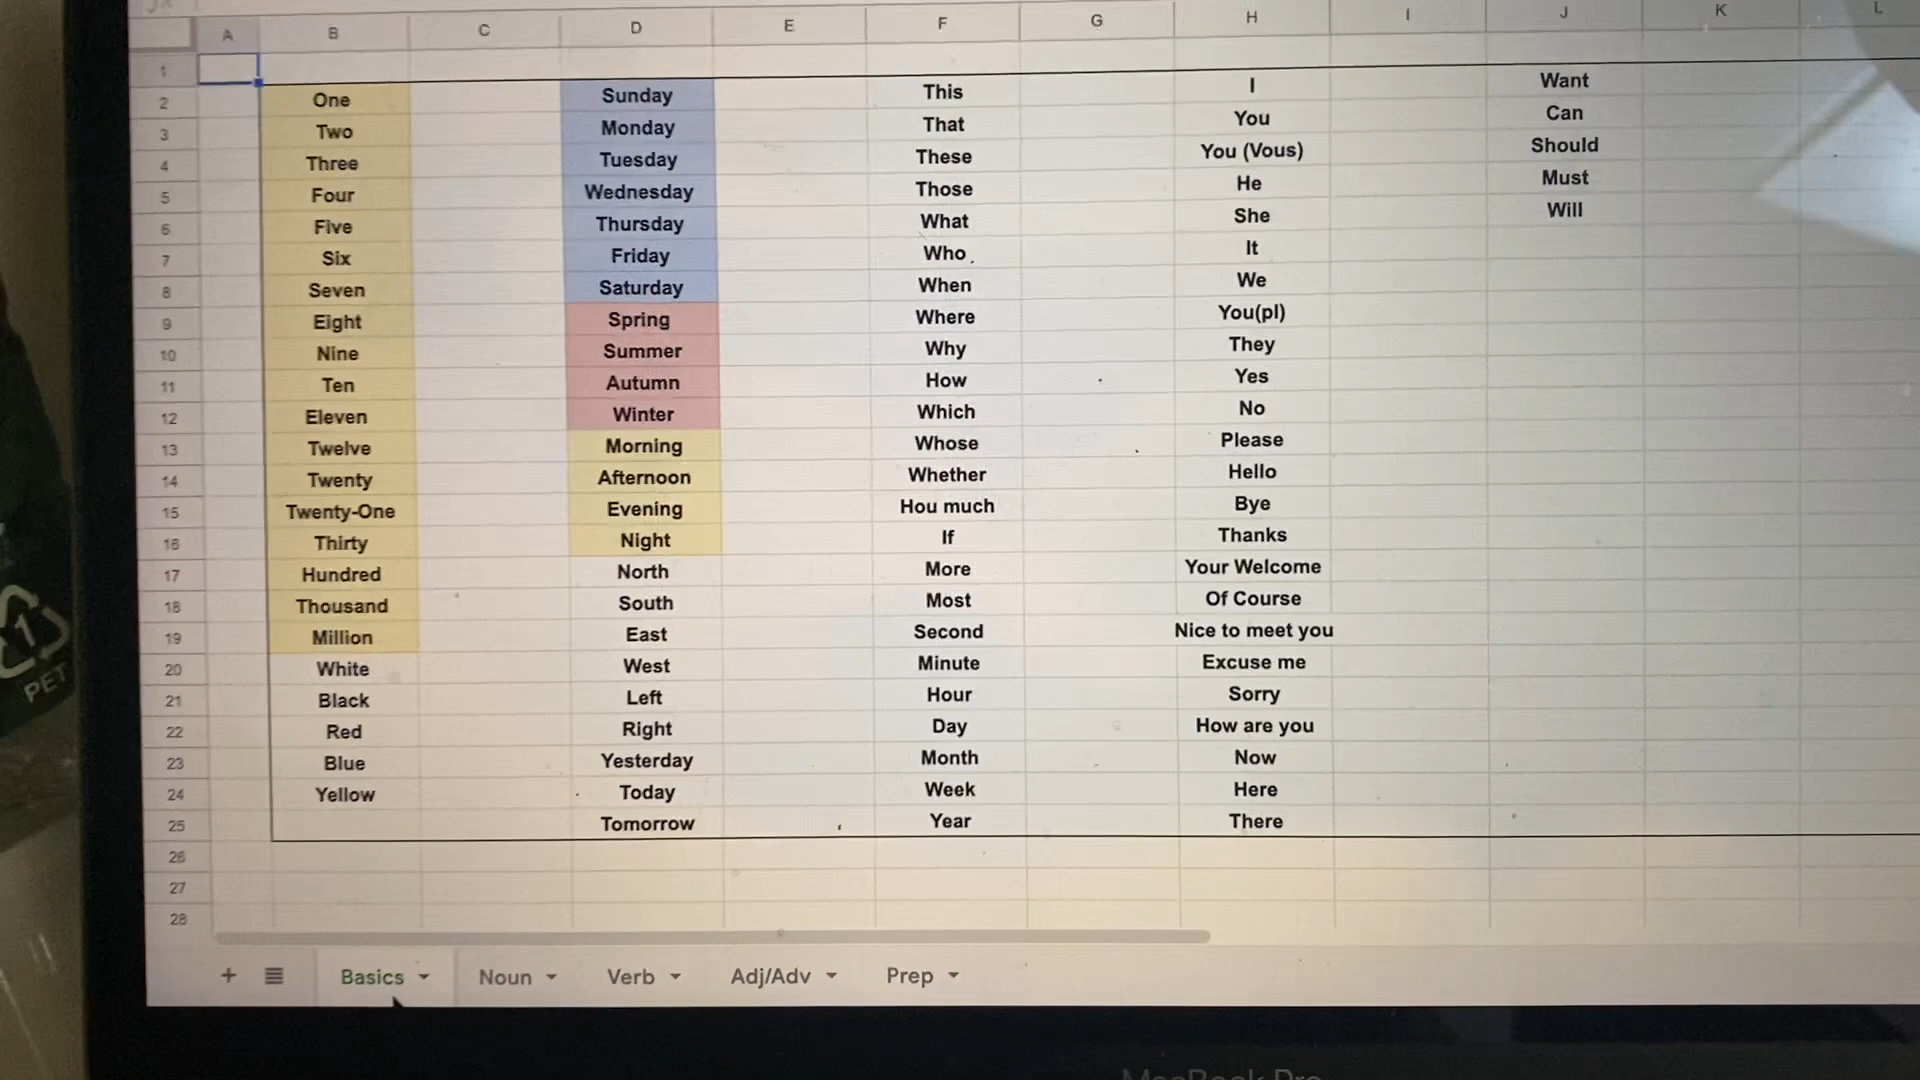 A B C D E F G H I J K L
1
2 One Sunday This I Want
3 Two Monday That You Can
4 Three Tuesday These You (Vous) Should
5 Four Wednesday Those He Must
6 Five Thursday What She Will
7 Six Friday Who It
8 Seven Saturday When We
9 Eight Spring Where You(pl)
10 Nine Summer Why They
11 Ten Autumn How Yes
12 Eleven Winter Which No
13 Twelve Morning Whose Please
14 Twenty Afternoon Whether Hello
15 Twenty-One Evening Hou much Bye
16 Thirty Night If Thanks
17 Hundred North More Your Welcome
18 Thousand South Most Of Course
19 Million East Second Nice to meet you
20 White West Minute Excuse me
21 Black Left Hour Sorry
22 Red Right Day How are you
23 Blue Yesterday Month Now
24 Yellow Today Week Here
25 Tomorrow Year There
26
27
28
+ Basics Noun Verb Adj/Adv Prep
MacBook Pro
1
PET